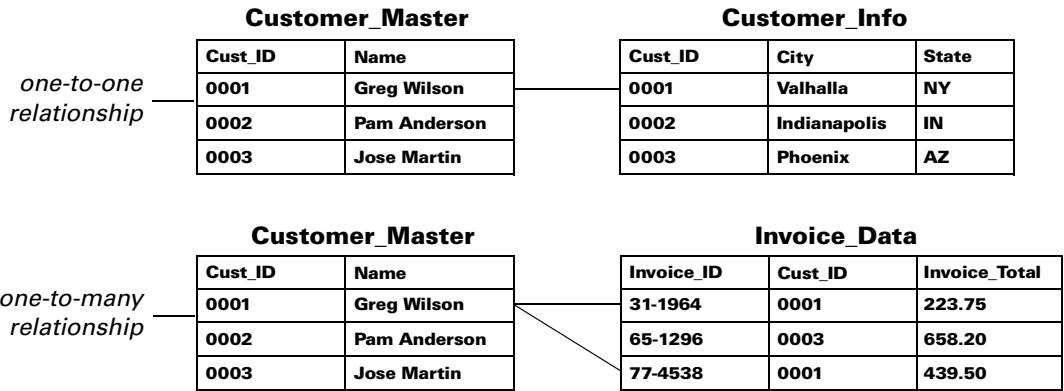 Customer_Master Customer_Info
Cust_ID Name Cust_ID City State
one-to-one
relationship
0001 Greg Wilson 0001 Valhalla NY
0002 Pam Anderson 0002 Indianapolis IN
0003 Jose Martin 0003 Phoenix AZ
Customer_Master Invoice_Data
Cust_ID Name Invoice_ID Cust_ID Invoice_Total
one-to-many
relationship
0001 Greg Wilson 31-1964 0001 223.75
0002 Pam Anderson 65-1296 0003 658.20
0003 Jose Martin 77-4538 0001 439.50